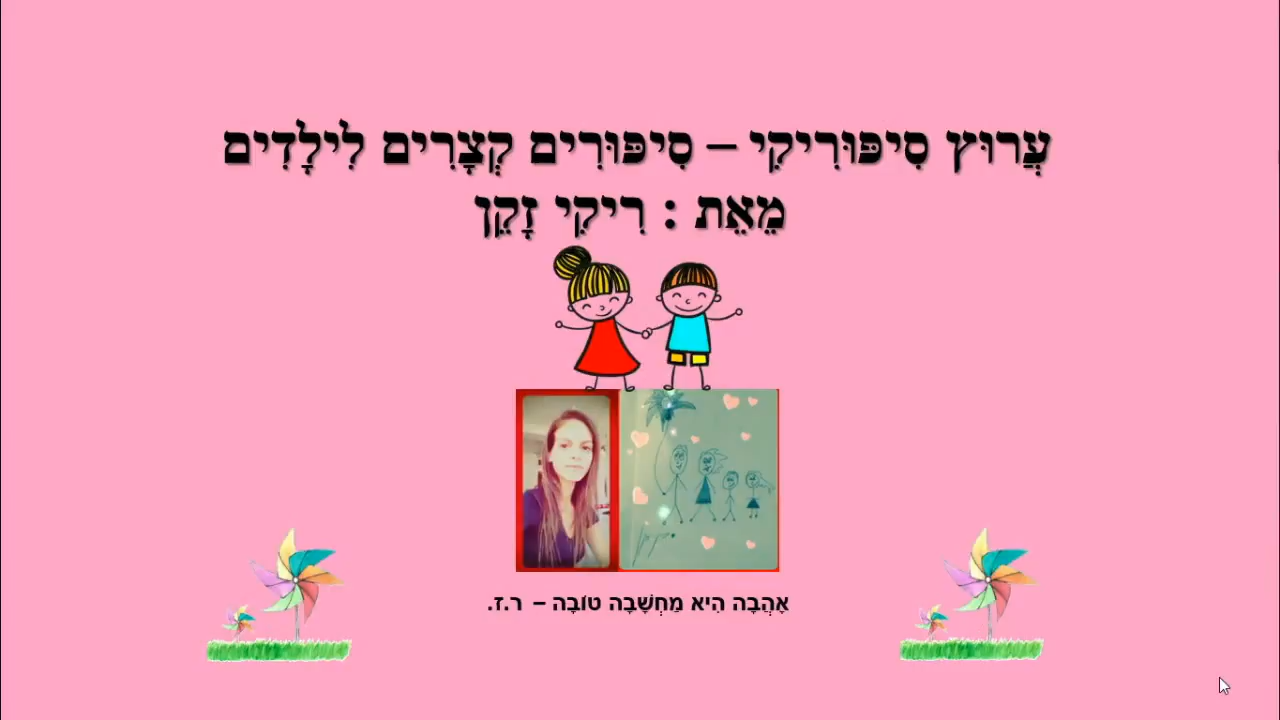 עֲרוּץ סִיפּוּרִיקִי – סִיפּוּרִים קְצָרִים לִילָדִים
מֵאֵת : רִיקִי זָקֵן
אַהֲבָה הִיא מַחְשָׁבָה טוֹבָה – ר.ז.